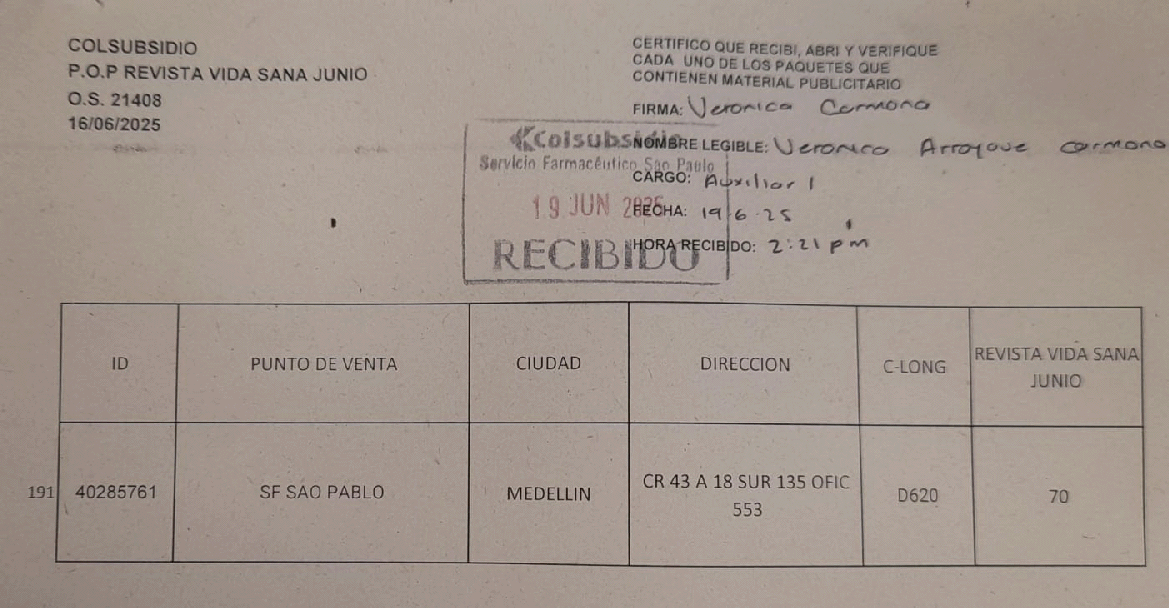 COLSUBSIDIO
P.O.P REVISTA VIDA SANA JUNIO
O.S. 21408
16/06/2025
CERTIFICO QUE RECIBI, ABRI Y VERIFIQUE
CADA UNO DE LOS PAQUETES QUE
CONTIENEN MATERIAL PUBLICITARIO
FIRMA: Veronica Carmona
NOMBRE LEGIBLE: Veronica Arroyave Carmona
CARGO: Auxiliar 1
FECHA: 19 6 25
HORA RECIBIDO: 2:21 pm
Colsubsidio
Servicio Farmacéutico Sao Pablo
19 JUN 2025
RECIBIDO
ID PUNTO DE VENTA CIUDAD DIRECCION C-LONG REVISTA VIDA SANA
JUNIO
191 40285761 SF SAO PABLO MEDELLIN CR 43 A 18 SUR 135 OFIC D620 70
553